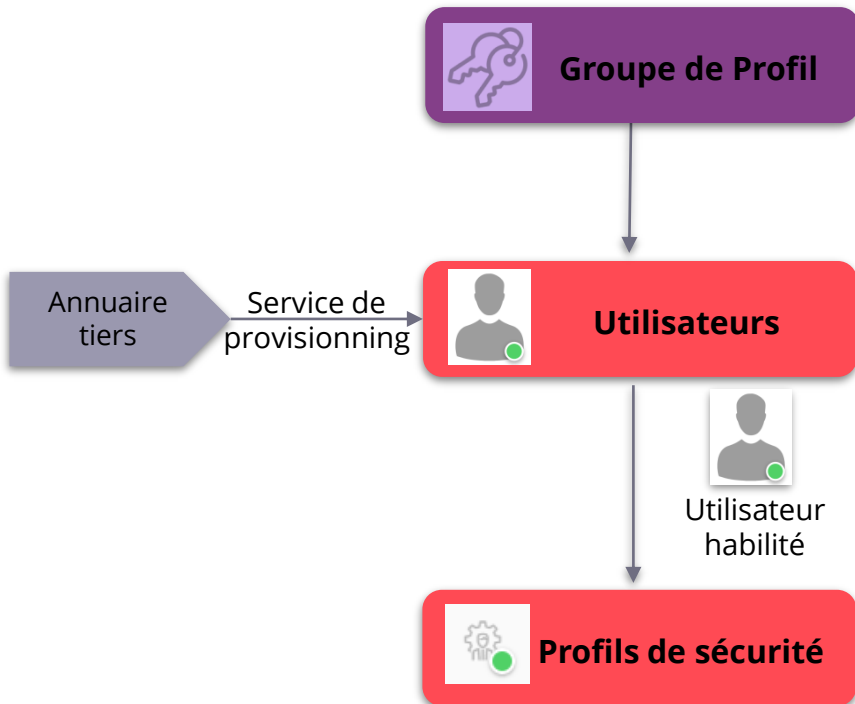 Groupe de Profil
Annuaire
tiers
Service de
provisionning
Utilisateurs
Utilisateur
habilité
Profils de sécurité